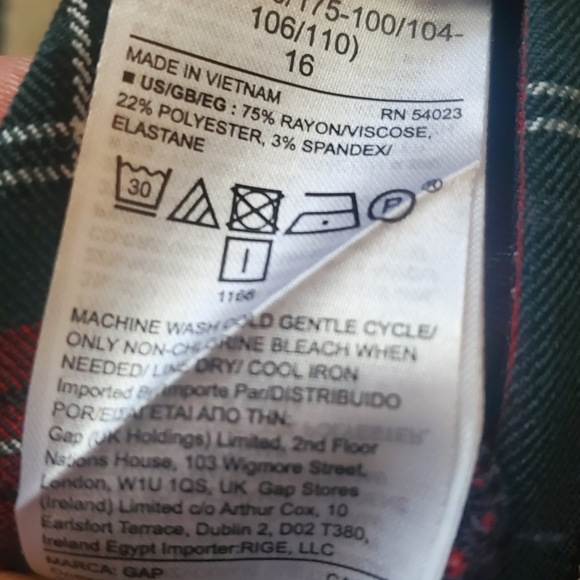 /175-100/104-
106/110)
16
MADE IN VIETNAM
RN 54023
■ US/GB/EG : 75% RAYON/VISCOSE,
22% POLYESTER, 3% SPANDEX/
ELASTANE
30
P
®
1166
MACHINE WASH COLD GENTLE CYCLE/
ONLY NON-CHLORINE BLEACH WHEN
NEEDED/ LINE DRY/ COOL IRON
Imported By/Importe Par/DISTRIBUIDO
POR/ΕΙΣΑΓΕΤΑΙ ΑΠΟ ΤΗΝ:
Gap (UK Holdings) Limited, 2nd Floor
Nations House, 103 Wigmore Street,
London, W1U 1QS, UK Gap Stores
(Ireland) Limited c/o Arthur Cox, 10
Earlsfort Terrace, Dublin 2, D02 T380,
Ireland Egypt Importer:RIGE, LLC
MARCA: GAP